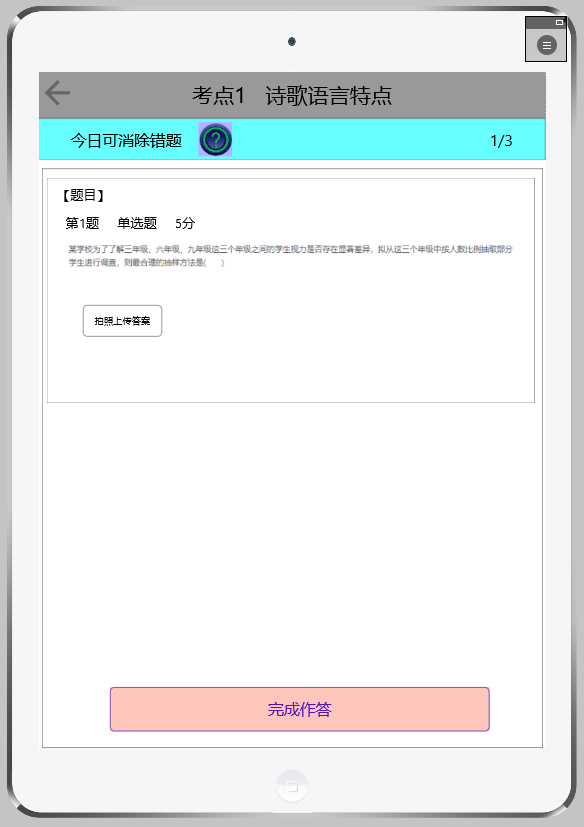 考点1 诗歌语言特点
今日可消除错题 ? 1/3
【题目】
第1题 单选题 5分
某学校为了了解三年级、六年级、九年级这三个年级之间的学生视力是否存在显著差异，拟从这三个年级中按人数比例抽取部分
学生进行调查，则最合理的抽样方法是( )
拍照上传答案
完成作答